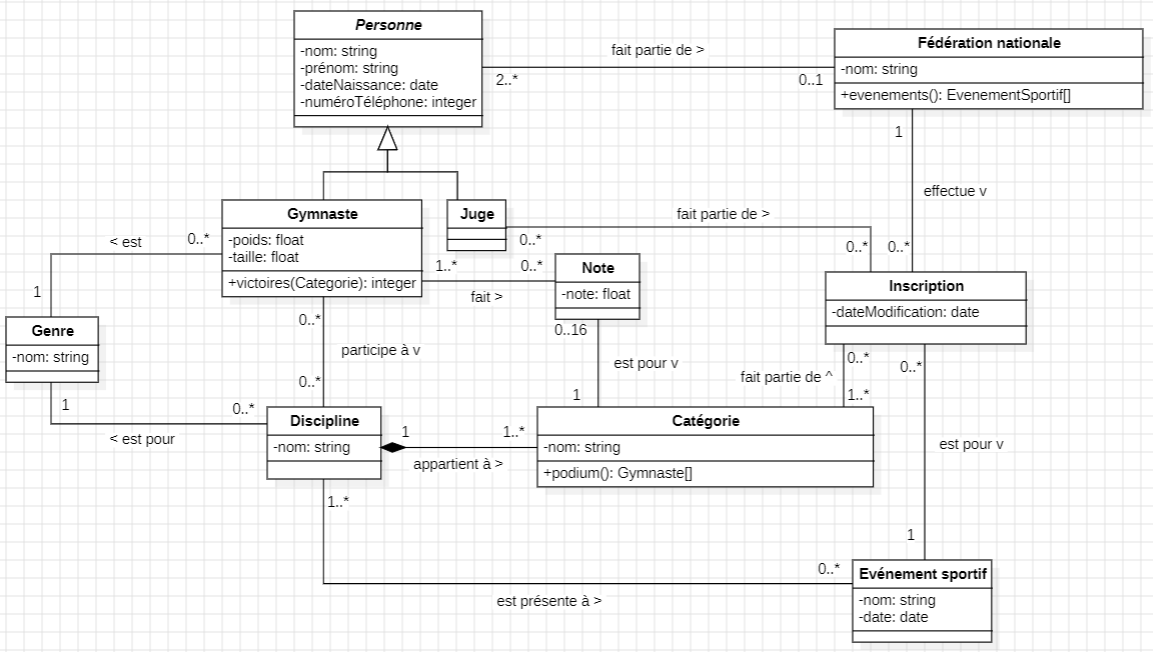 Personne
-nom: string
-prénom: string
-dateNaissance: date
-numéroTéléphone: integer
fait partie de >
2..*
0..1
Fédération nationale
-nom: string
+evenements(): EvenementSportif[]
1
effectue v
0..*
Gymnaste
-poids: float
-taille: float
+victoires(Categorie): integer
Juge
fait partie de >
0..*
0..*
< est
0..*
1
1..*
0..*
fait >
Note
-note: float
0..16
est pour v
1
Inscription
-dateModification: date
Genre
-nom: string
0..*
participe à v
0..*
1
0..*
< est pour
Discipline
-nom: string
1
1..*
appartient à >
Catégorie
-nom: string
+podium(): Gymnaste[]
0..*
fait partie de ^
1..*
0..*
est pour v
1
1..*
0..*
est présente à >
Evénement sportif
-nom: string
-date: date